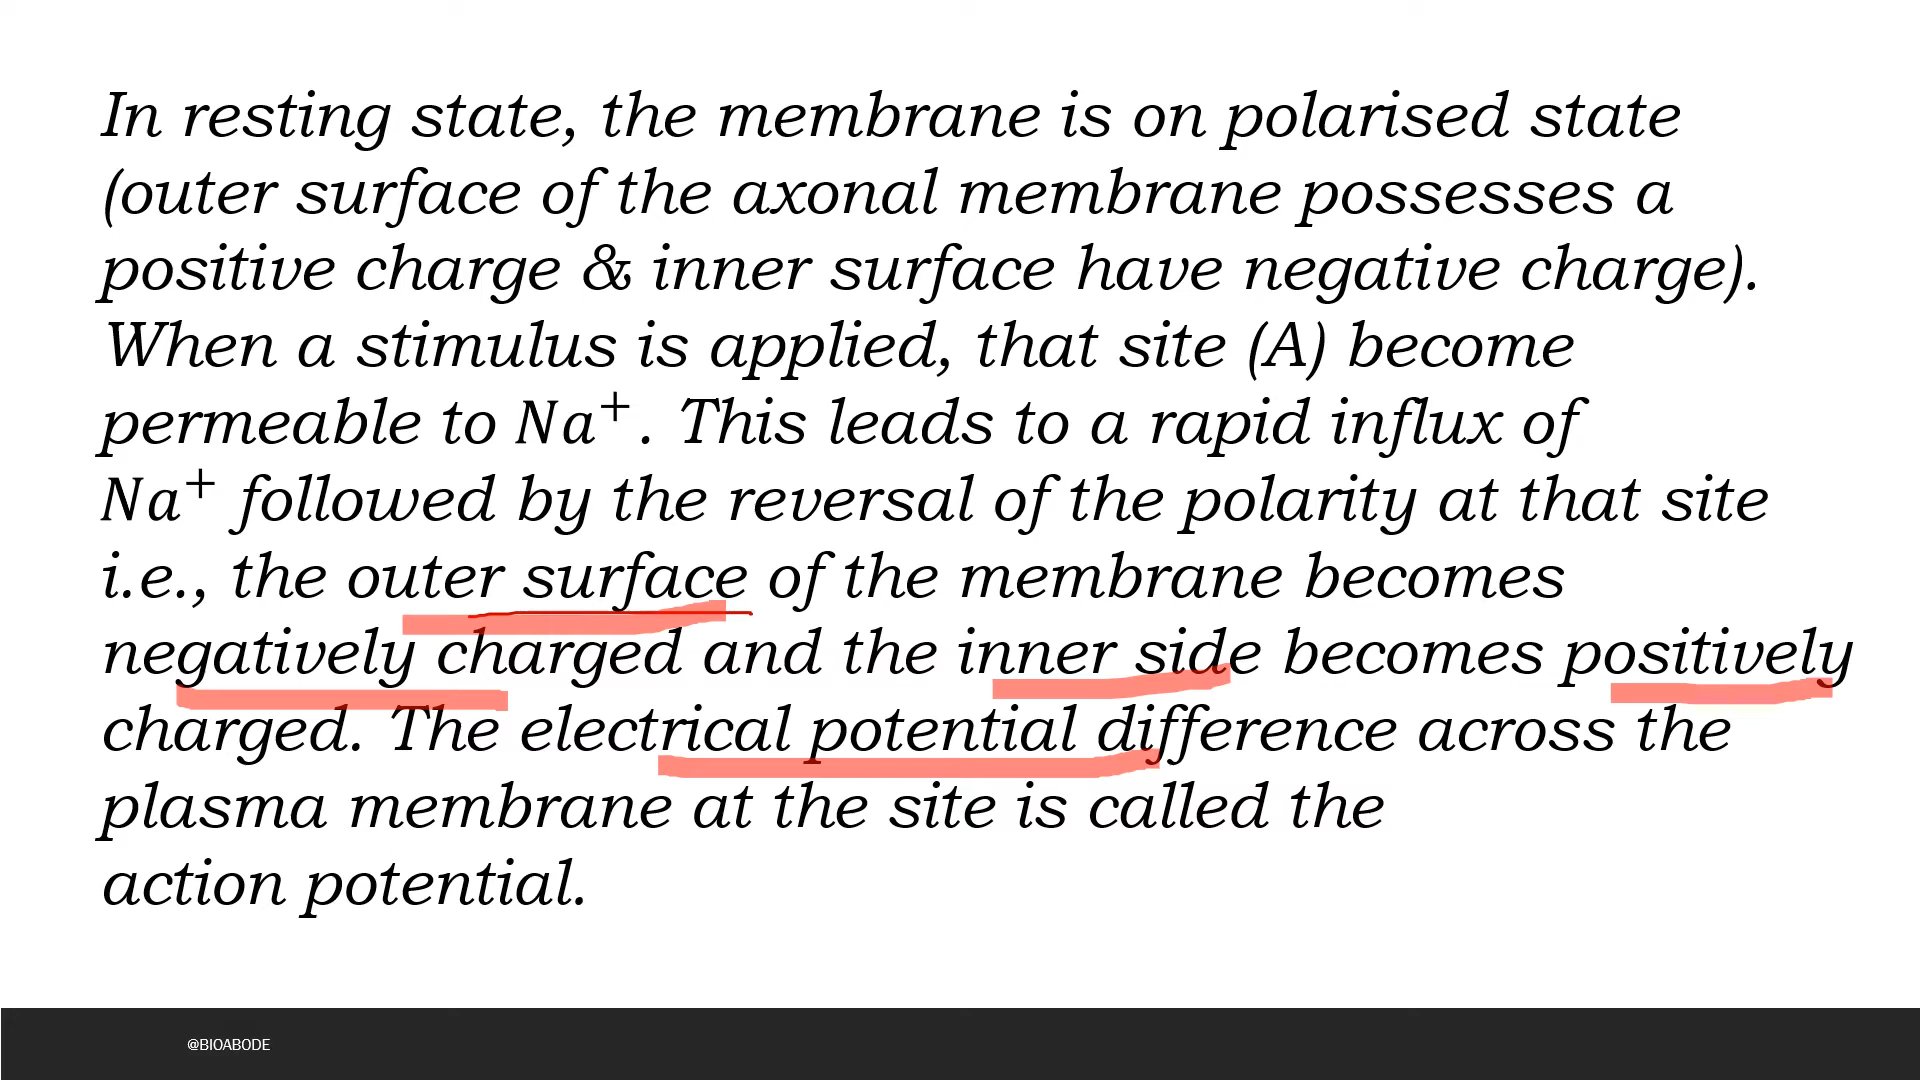 In resting state, the membrane is on polarised state
(outer surface of the axonal membrane possesses a
positive charge & inner surface have negative charge).
When a stimulus is applied, that site (A) become
permeable to Na⁺. This leads to a rapid influx of
Na⁺ followed by the reversal of the polarity at that site
i.e., the outer surface of the membrane becomes
negatively charged and the inner side becomes positively
charged. The electrical potential difference across the
plasma membrane at the site is called the
action potential.
@BIOABODE